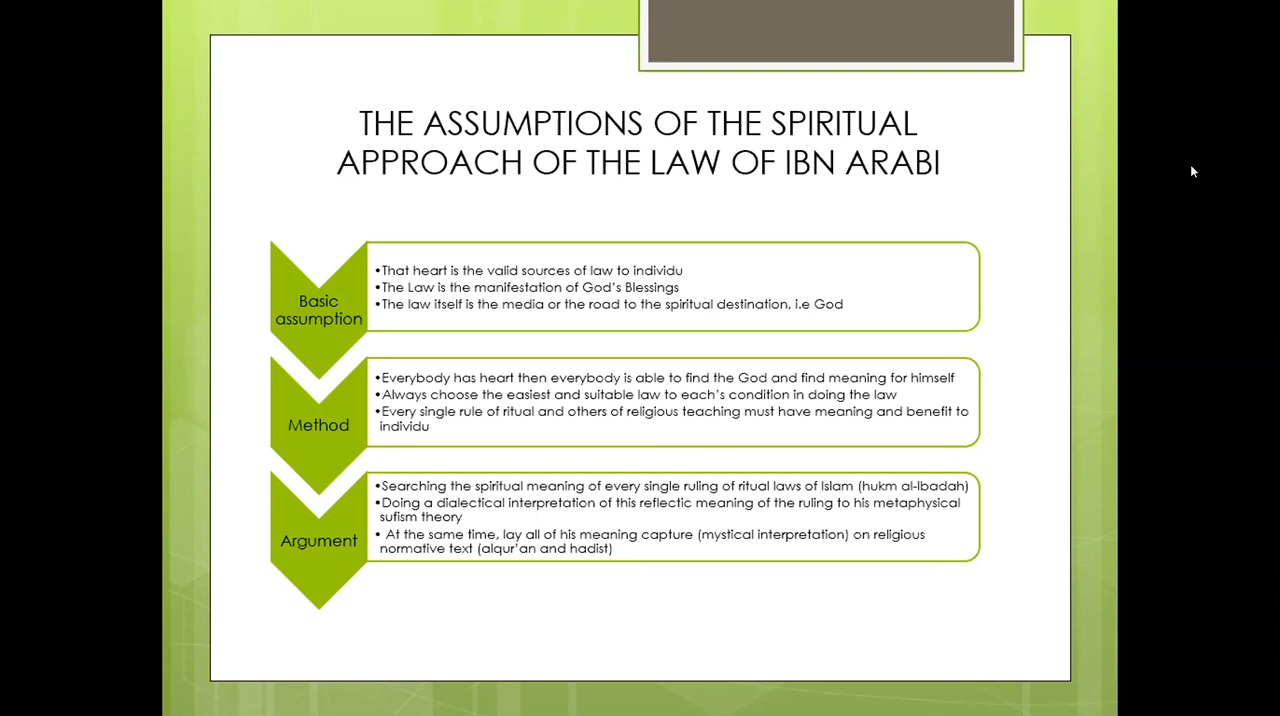 THE ASSUMPTIONS OF THE SPIRITUAL
APPROACH OF THE LAW OF IBN ARABI
Basic
assumption
•That heart is the valid sources of law to individu
•The Law is the manifestation of God's Blessings
•The law itself is the media or the road to the spiritual destination, i.e God
Method
•Everybody has heart then everybody is able to find the God and find meaning for himself
•Always choose the easiest and suitable law to each's condition in doing the law
•Every single rule of ritual and others of religious teaching must have meaning and benefit to
individu
Argument
•Searching the spiritual meaning of every single ruling of ritual laws of Islam (hukm al-Ibadah)
•Doing a dialectical interpretation of this reflectic meaning of the ruling to his metaphysical
sufism theory
• At the same time, lay all of his meaning capture (mystical interpretation) on religious
normative text (alqur'an and hadist)